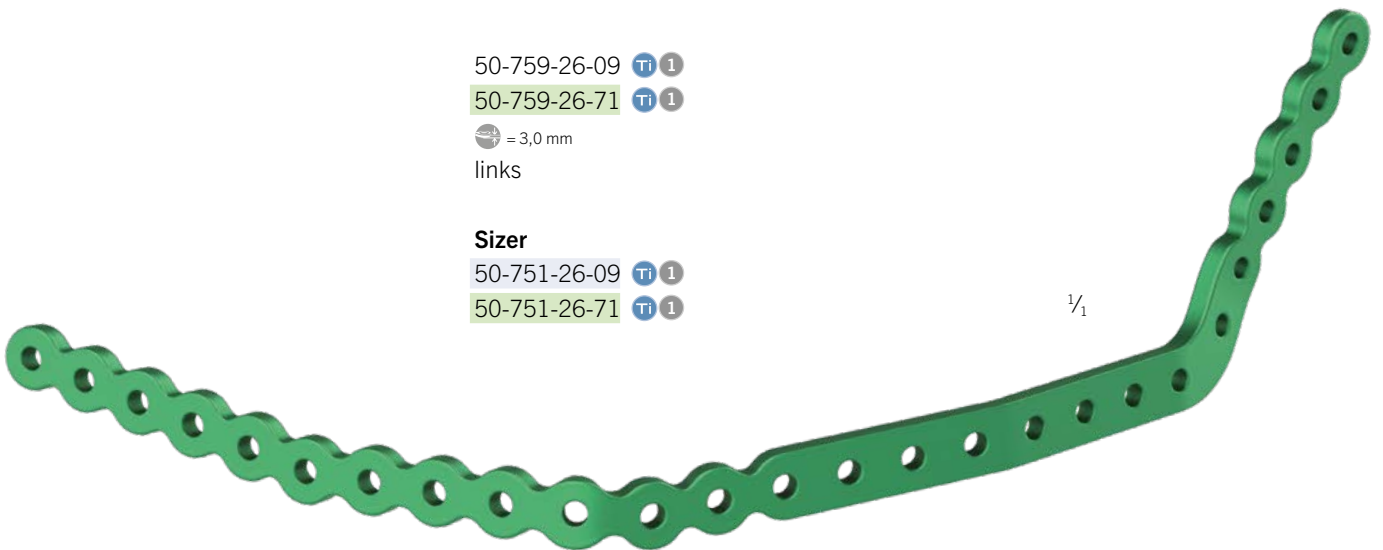 50-759-26-09 Ti 1
50-759-26-71 Ti 1
= 3,0 mm
links
Sizer
50-751-26-09 Ti 1
50-751-26-71 Ti 1
1/1